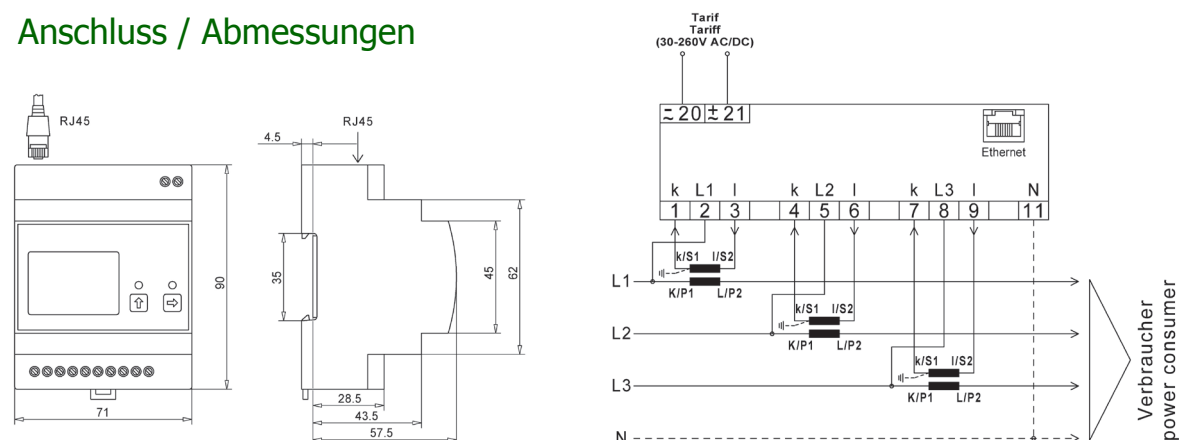 Anschluss / Abmessungen
RJ45
90
71
4.5
RJ45
35
45
62
28.5
43.5
57.5
Tarif
Tariff
(30-260V AC/DC)
20 ± 21
Ethernet
k L1 l k L2 l k L3 l N
1 2 3 4 5 6 7 8 9 11
k/S1 l/S2
L1
K/P1 L/P2
k/S1 l/S2
L2
K/P1 L/P2
k/S1 l/S2
L3
K/P1 L/P2
N
Verbraucher
power consumer